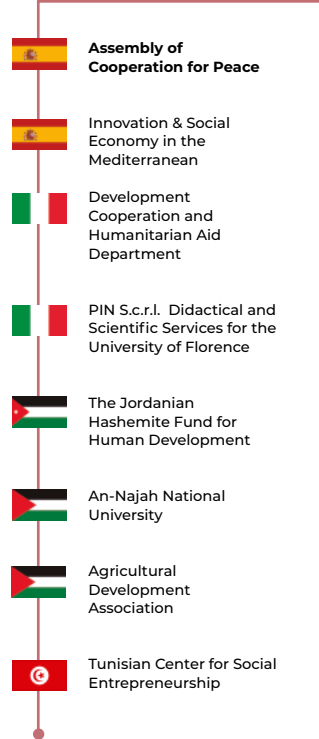 Assembly of
Cooperation for Peace
Innovation & Social
Economy in the
Mediterranean
Development
Cooperation and
Humanitarian Aid
Department
PIN S.c.r.l. Didactical and
Scientific Services for the
University of Florence
The Jordanian
Hashemite Fund for
Human Development
An-Najah National
University
Agricultural
Development
Association
Tunisian Center for Social
Entrepreneurship